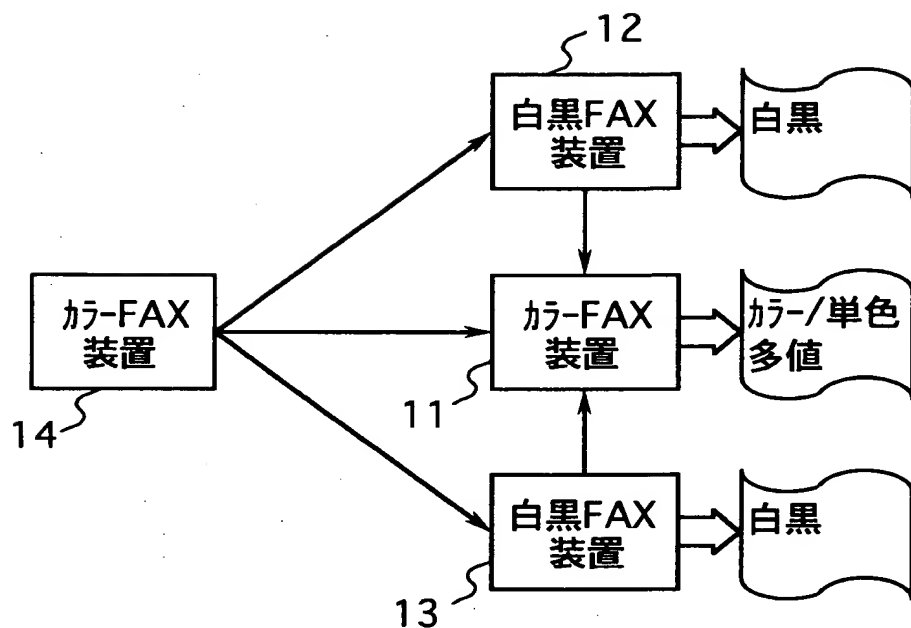 12
白黒FAX
装置
白黒
カラーFAX
装置
14
カラーFAX
装置
11
カラー/単色
多値
白黒FAX
装置
13
白黒